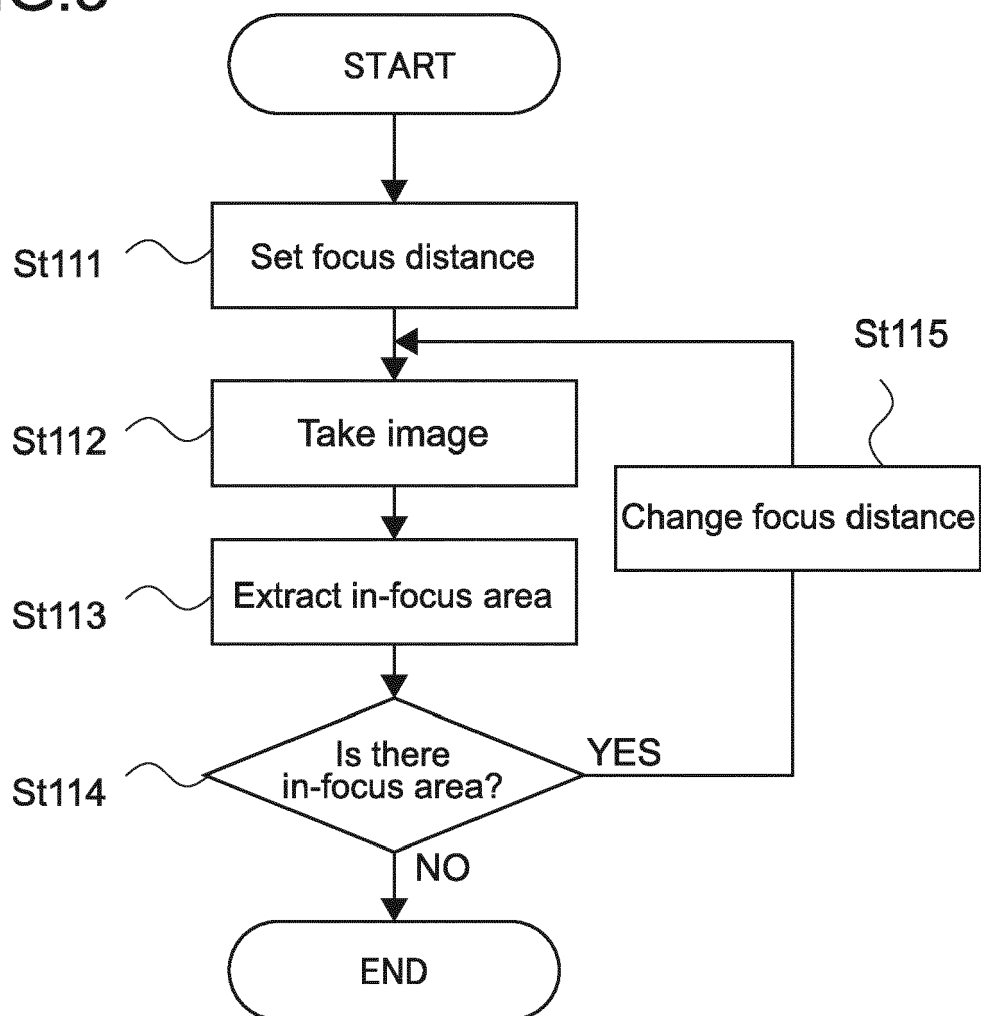 START
St111
Set focus distance
St115
St112
Take image
Change focus distance
St113
Extract in-focus area
St114
Is there
in-focus area?
YES
NO
END